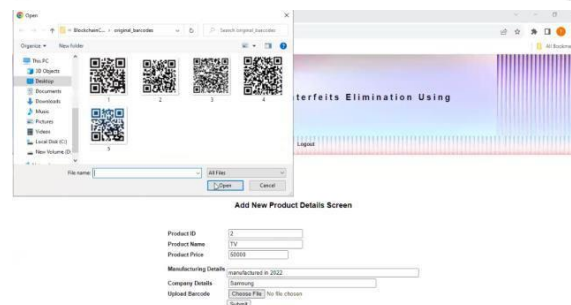 Open
BlockchainC... > original_barcodes
Search original_barcodes
Organize
New folder
This PC
3D Objects
Desktop
Documents
Downloads
Music
Pictures
Videos
Local Disk (C:)
New Volume (D
1
2
3
4
5
File name:
All Files
Open
Cancel
All Bookma
terfeits Elimination Using
Logout
Add New Product Details Screen
Product ID 2
Product Name TV
Product Price
Manufacturing Details manufactured in 2022
Company Details Samsung
Upload Barcode Choose File No file chosen
Submit